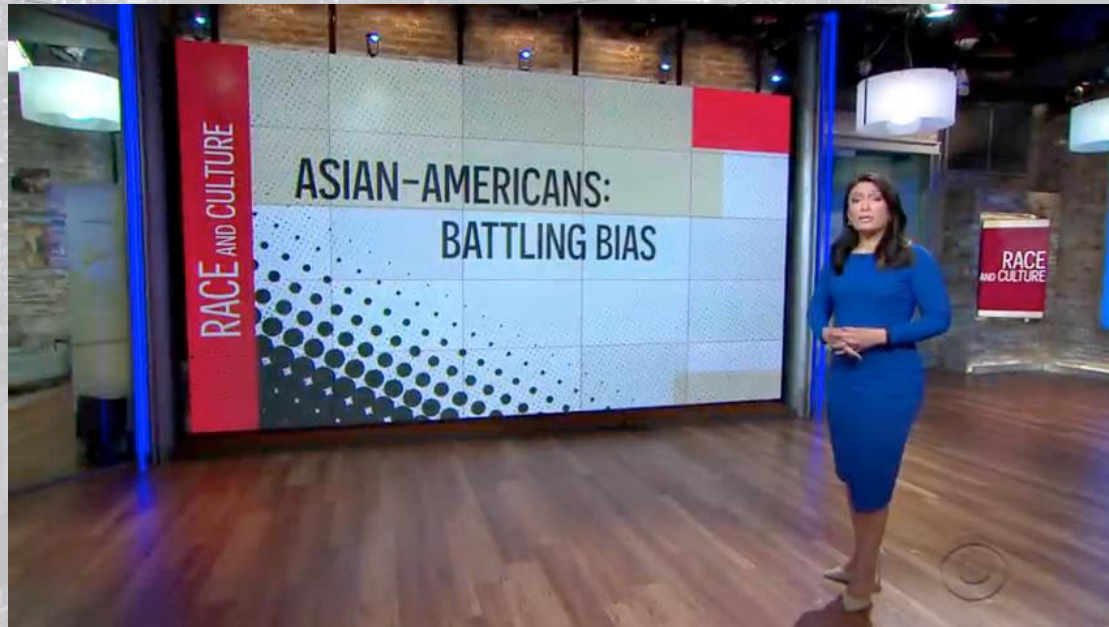 RACE AND CULTURE
ASIAN-AMERICANS:
BATTLING BIAS
RACE
AND CULTURE